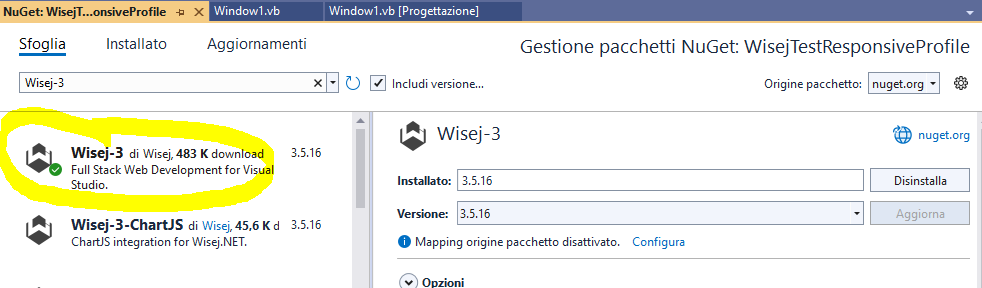 NuGet: WisejT...onsiveProfile
Window1.vb
Window1.vb [Progettazione]
Sfoglia
Installato
Aggiornamenti
Gestione pacchetti NuGet: WisejTestResponsiveProfile
Wisej-3
Includi versione...
Origine pacchetto:
nuget.org
Wisej-3 di Wisej, 483 K download
3.5.16
Full Stack Web Development for Visual
Studio.
Wisej-3-ChartJS di Wisej, 45,6 K d
3.5.16
ChartJS integration for Wisej.NET.
Wisej-3
nuget.org
Installato:
3.5.16
Disinstalla
Versione:
3.5.16
Aggiorna
Mapping origine pacchetto disattivato.
Configura
Opzioni